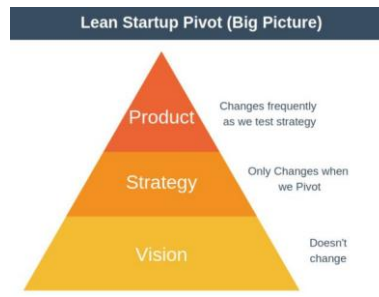 Lean Startup Pivot (Big Picture)
Product
Changes frequently
as we test strategy
Strategy
Only Changes when
we Pivot
Vision
Doesn't
change